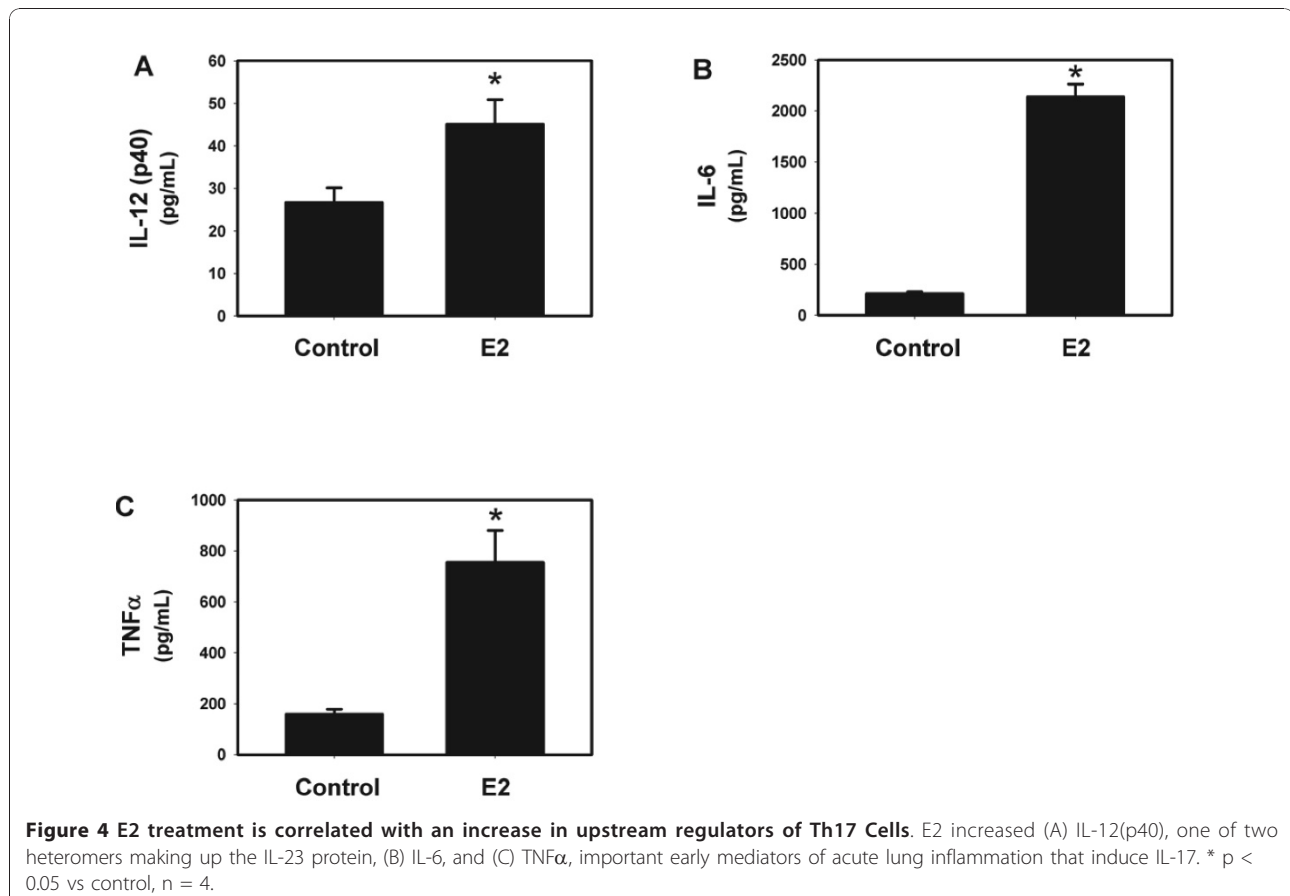 A
IL-12 (p40)
(pg/mL)
60
50
40
30
20
10
0
*
Control E2
B
IL-6
(pg/mL)
2500
2000
1500
1000
500
0
*
Control E2
C
TNFα
(pg/mL)
1000
800
600
400
200
0
*
Control E2
Figure 4 E2 treatment is correlated with an increase in upstream regulators of Th17 Cells. E2 increased (A) IL-12(p40), one of two
heteromers making up the IL-23 protein, (B) IL-6, and (C) TNFα, important early mediators of acute lung inflammation that induce IL-17. * p <
0.05 vs control, n = 4.